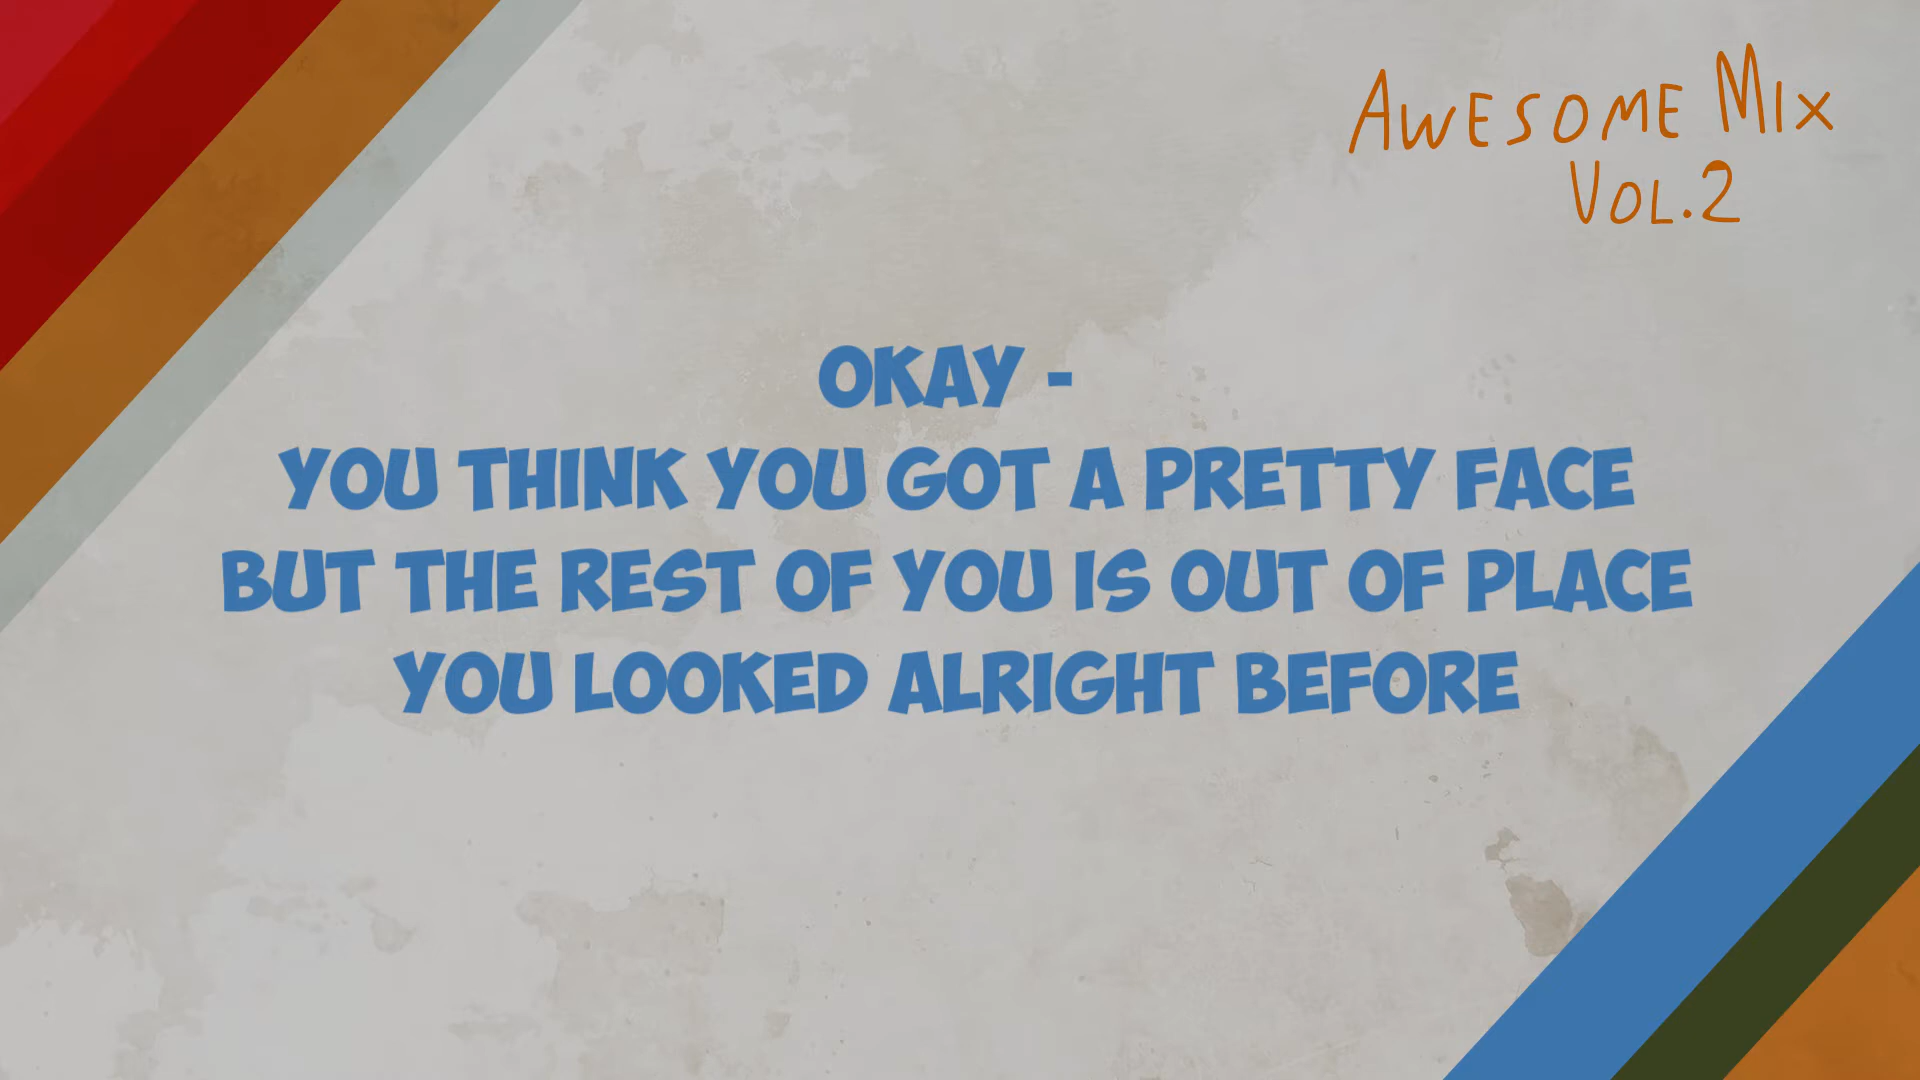 AWESOME MIX
VOL.2
OKAY -
YOU THINK YOU GOT A PRETTY FACE
BUT THE REST OF YOU IS OUT OF PLACE
YOU LOOKED ALRIGHT BEFORE